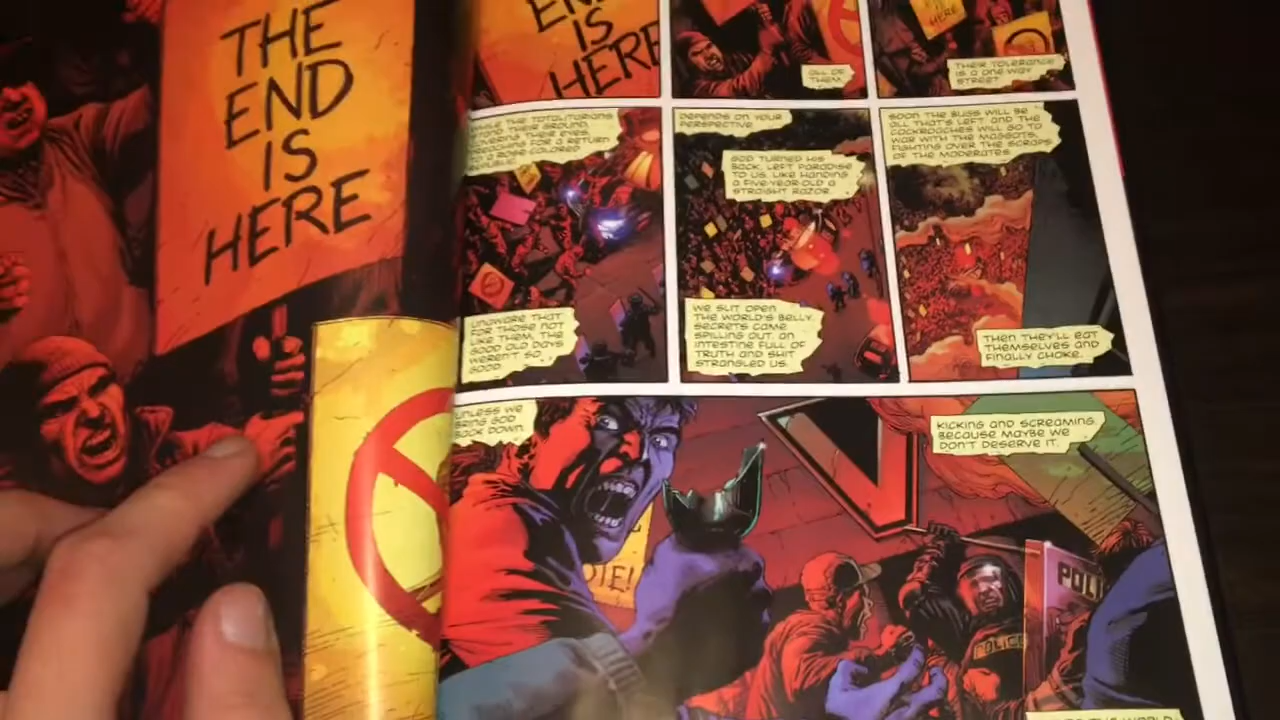 THE
END
IS
HERE
END
IS
HERE
ALL OF
THEM.
HERE
THEIR TOLERANCE
IS A ONE-WAY
STREET.
WHILE THE TOTALITARIANS
STAND THEIR GROUND,
COVERING THEIR EYES,
SEARCHING FOR A RETURN
TO A ROSE-COLORED
UNAWARE THAT
FOR THOSE NOT
LIKE THEM, THE
GOOD OLD DAYS
WEREN'T SO
GOOD.
DEPENDS ON YOUR
PERSPECTIVE.
GOD TURNED HIS
BACK, LEFT PARADISE
TO US. LIKE HANDING
A FIVE-YEAR-OLD A
STRAIGHT RAZOR.
WE SLIT OPEN
THE WORLD'S BELLY.
SECRETS CAME
SPILLING OUT. AN
INTESTINE FULL OF
TRUTH AND SHIT
STRANGLED US.
SOON THE BUGS WILL BE
ALL THAT'S LEFT AND THE
COCKROACHES WILL GO TO
WAR WITH THE MAGGOTS,
FIGHTING OVER THE SCRAPS
OF THE MODERATES.
THEN THEY'LL EAT
THEMSELVES AND
FINALLY CHOKE.
UNLESS WE
BRING GOD
BACK DOWN.
KICKING AND SCREAMING.
BECAUSE MAYBE WE
DON'T DESERVE IT.
V
POLI
POLICE
THE WORLD